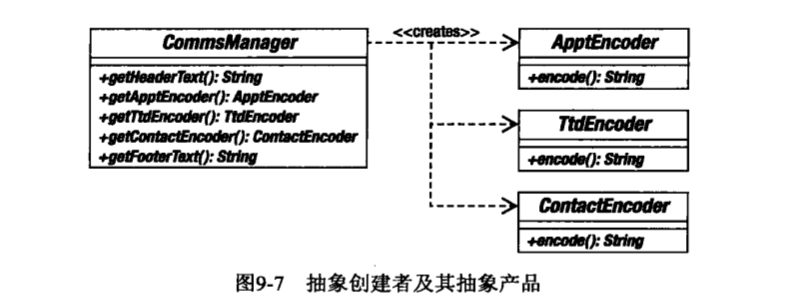 CommsManager
+getHeaderText(): String
+getApptEncoder(): ApptEncoder
+getTtdEncoder(): TtdEncoder
+getContactEncoder(): ContactEncoder
+getFooterText(): String
<<creates>>
ApptEncoder
+encode(): String
TtdEncoder
+encode(): String
ContactEncoder
+encode(): String
图9-7 抽象创建者及其抽象产品